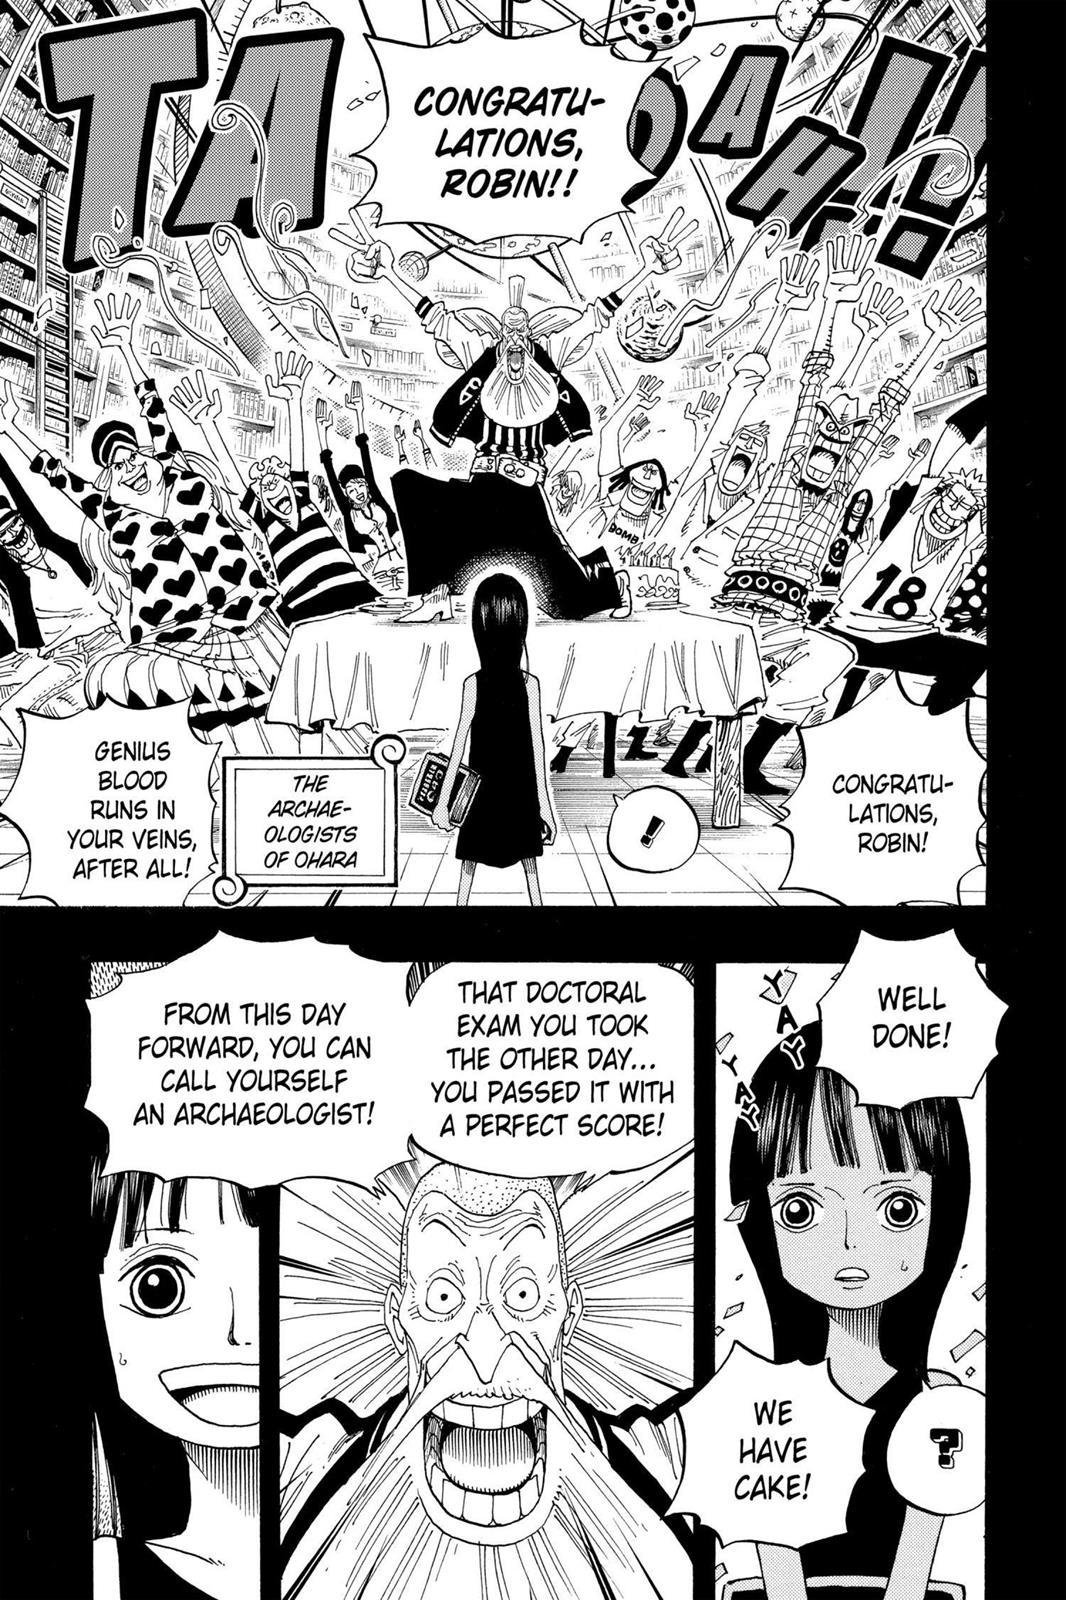 TA DAH!!
CONGRATU-
LATIONS,
ROBIN!!
DOMB
18
GENIUS
BLOOD
RUNS IN
YOUR VEINS,
AFTER ALL!
THE
ARCHAE-
OLOGISTS
OF OHARA
!
CONGRATU-
LATIONS,
ROBIN!
WELL
DONE!
YAY
YAY
WE
HAVE
CAKE!
?
THAT DOCTORAL
EXAM YOU TOOK
THE OTHER DAY...
YOU PASSED IT WITH
A PERFECT SCORE!
FROM THIS DAY
FORWARD, YOU CAN
CALL YOURSELF
AN ARCHAEOLOGIST!